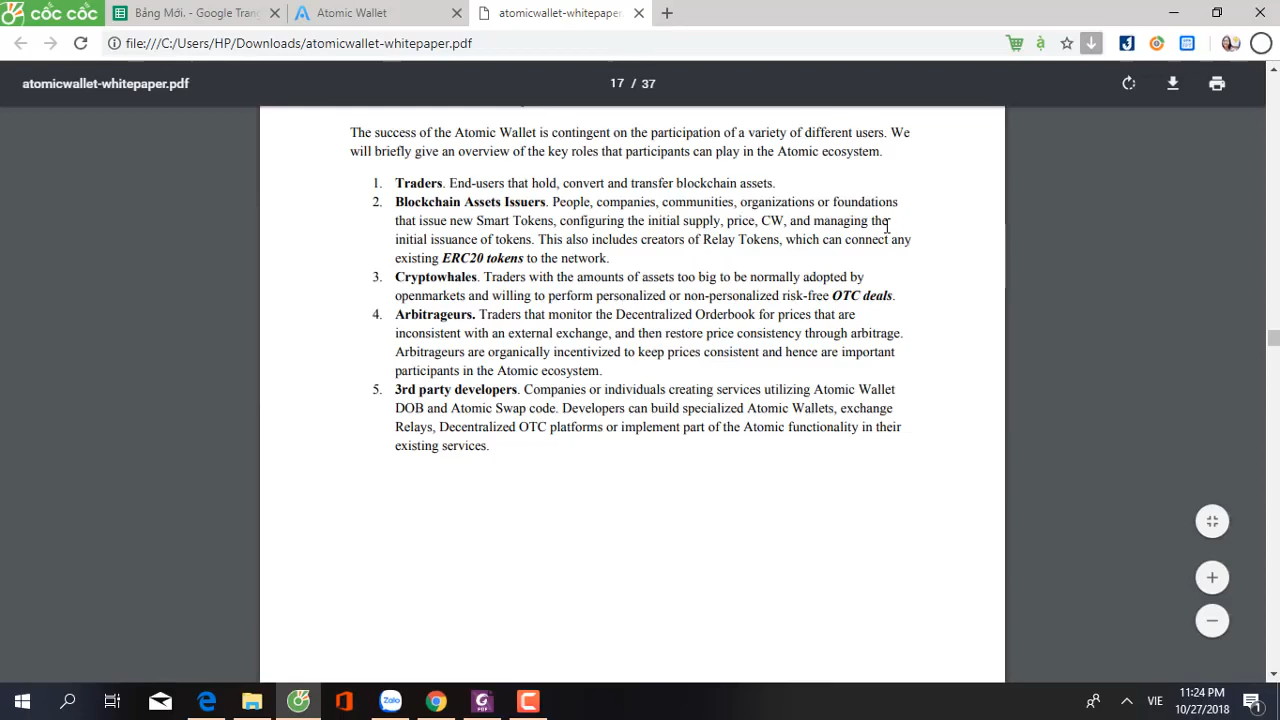 cốc cốc
Bảng Mới. - Google Trang
Atomic Wallet
atomicwallet-whitepaper.
file:///C:/Users/HP/Downloads/atomicwallet-whitepaper.pdf
atomicwallet-whitepaper.pdf
17 / 37
The success of the Atomic Wallet is contingent on the participation of a variety of different users. We
will briefly give an overview of the key roles that participants can play in the Atomic ecosystem.
1. Traders. End-users that hold, convert and transfer blockchain assets.
2. Blockchain Assets Issuers. People, companies, communities, organizations or foundations
that issue new Smart Tokens, configuring the initial supply, price, CW, and managing the
initial issuance of tokens. This also includes creators of Relay Tokens, which can connect any
existing ERC20 tokens to the network.
3. Cryptowhales. Traders with the amounts of assets too big to be normally adopted by
openmarkets and willing to perform personalized or non-personalized risk-free OTC deals.
4. Arbitrageurs. Traders that monitor the Decentralized Orderbook for prices that are
inconsistent with an external exchange, and then restore price consistency through arbitrage.
Arbitrageurs are organically incentivized to keep prices consistent and hence are important
participants in the Atomic ecosystem.
5. 3rd party developers. Companies or individuals creating services utilizing Atomic Wallet
DOB and Atomic Swap code. Developers can build specialized Atomic Wallets, exchange
Relays, Decentralized OTC platforms or implement part of the Atomic functionality in their
existing services.
Zalo
PDF
VIE
11:24 PM
10/27/2018
1